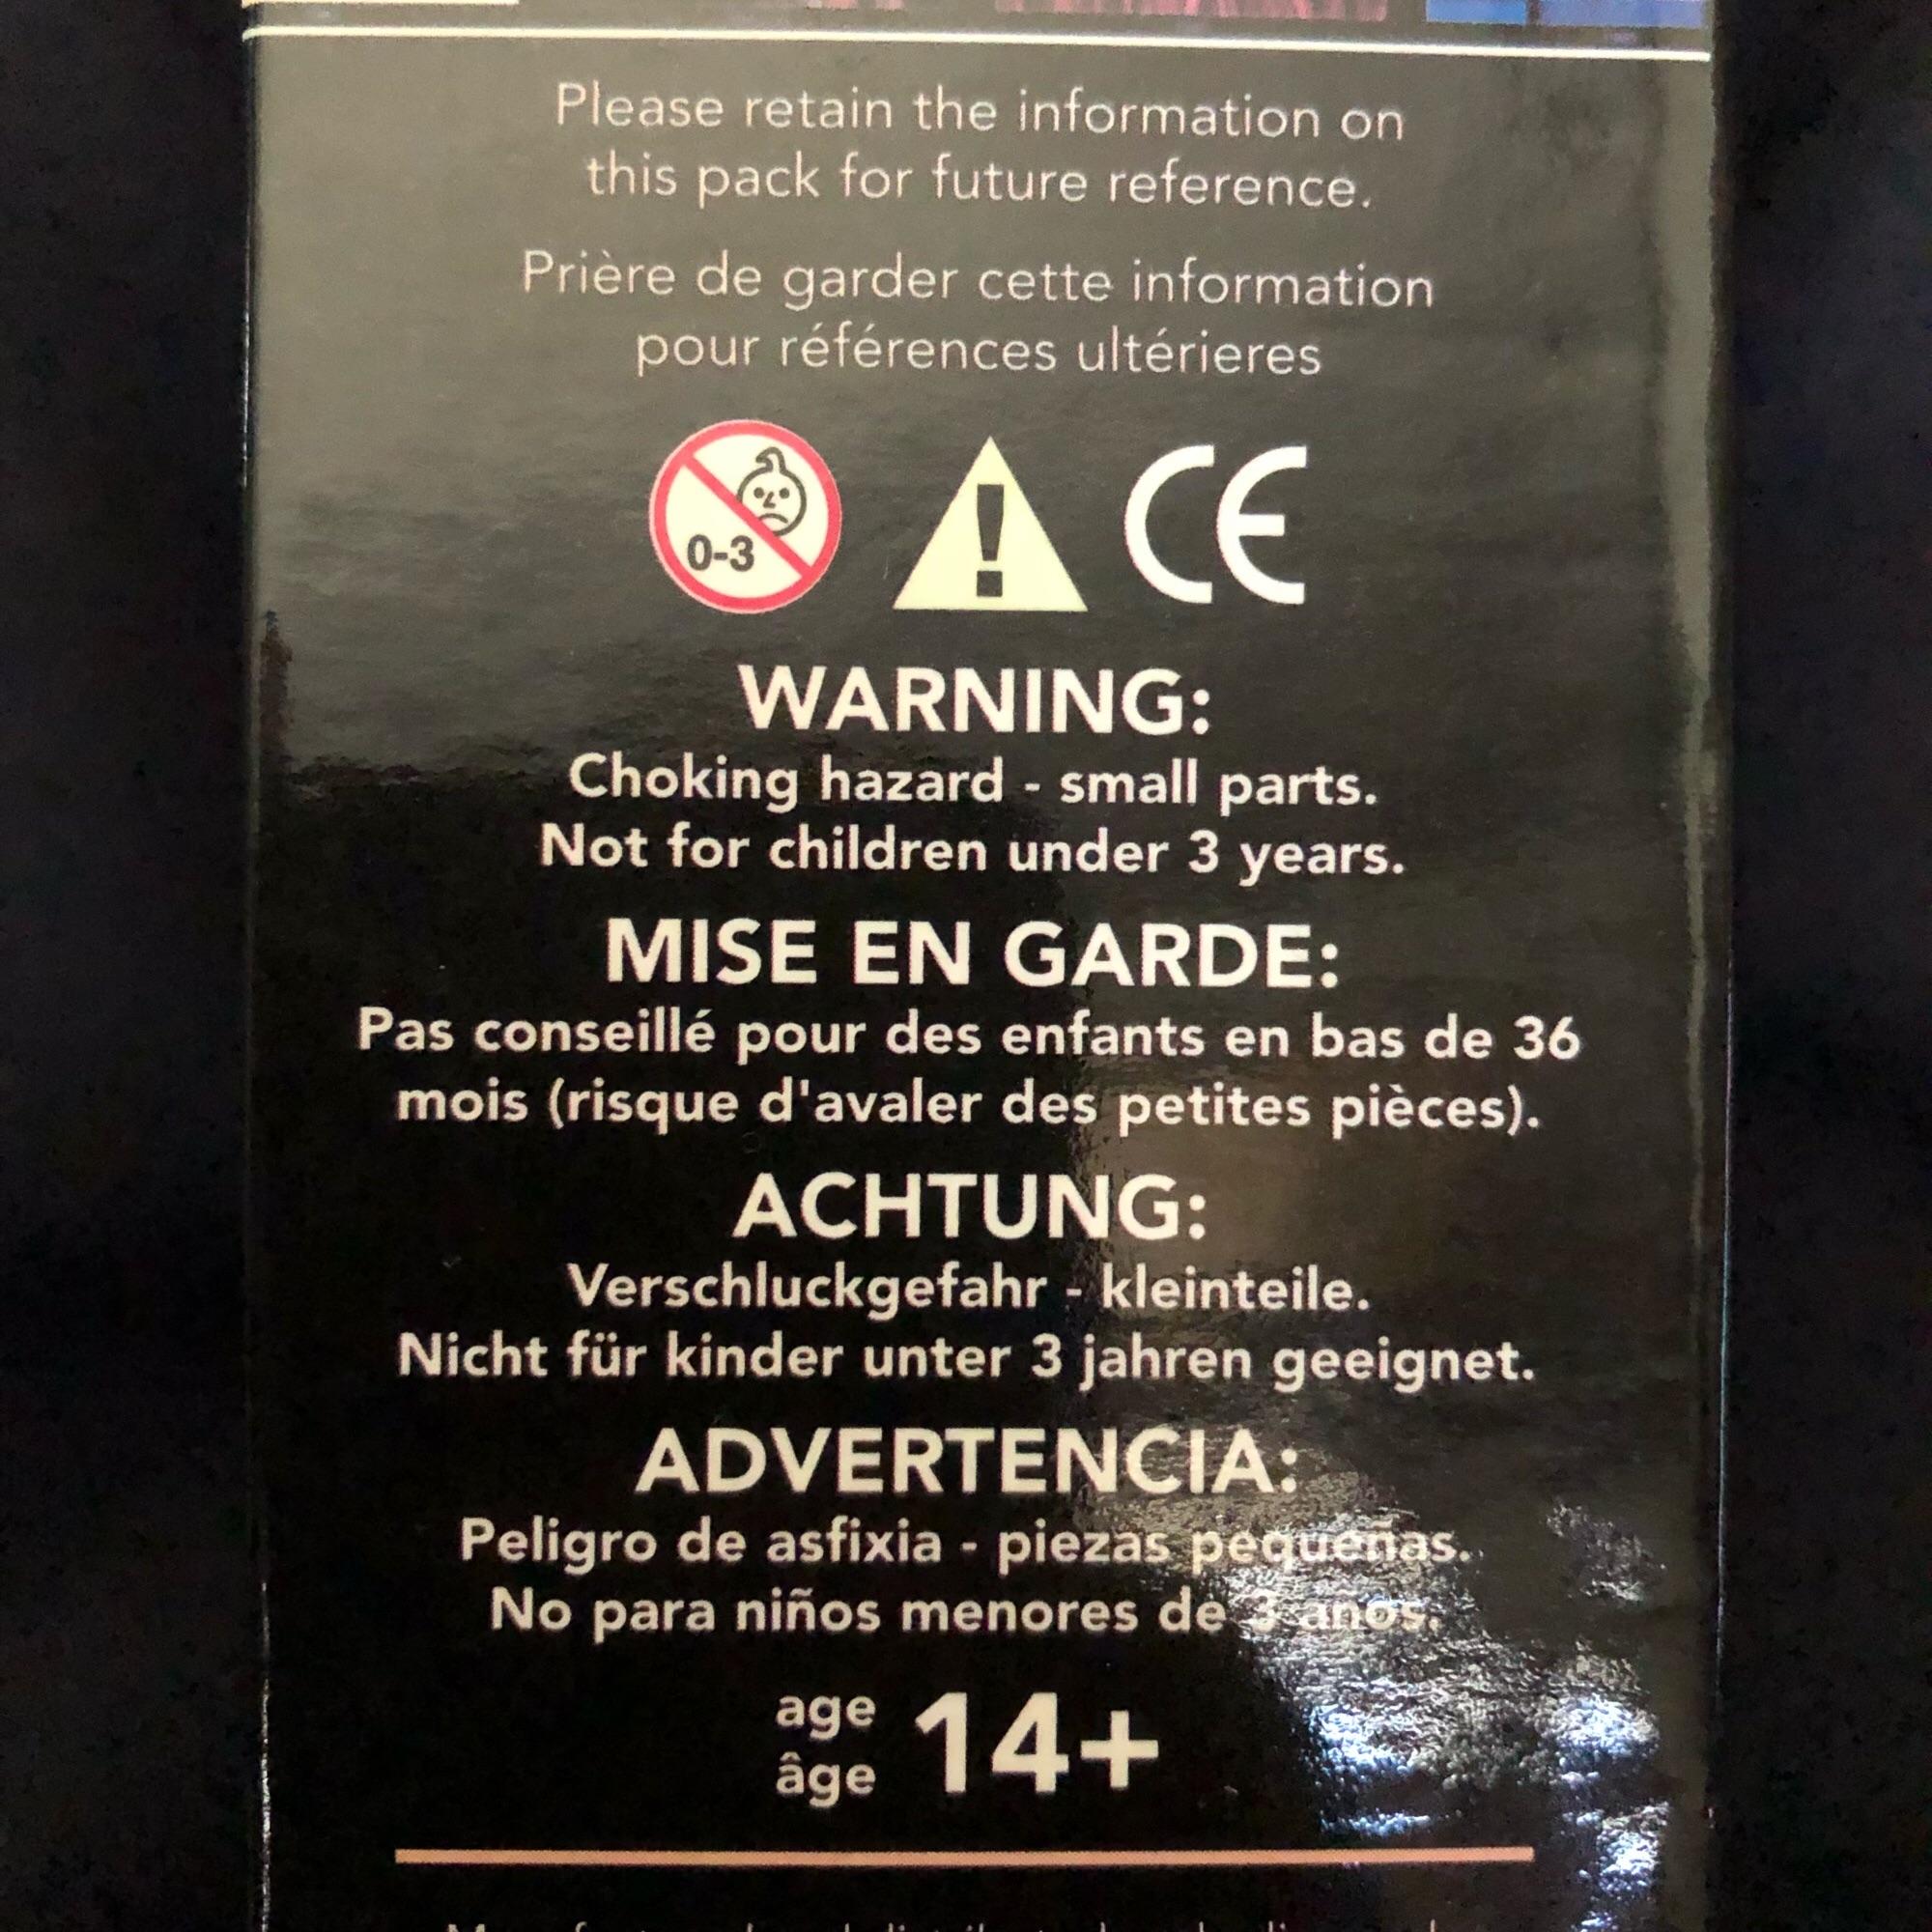 Please retain the information on
this pack for future reference.
Prière de garder cette information
pour références ultérieres
0-3
CE
WARNING:
Choking hazard - small parts.
Not for children under 3 years.
MISE EN GARDE:
Pas conseillé pour des enfants en bas de 36
mois (risque d'avaler des petites pièces).
ACHTUNG:
Verschluckgefahr - kleinteile.
Nicht für kinder unter 3 jahren geeignet.
ADVERTENCIA:
Peligro de asfixia - piezas pequeñas.
No para niños menores de 3 años.
age
âge
14+